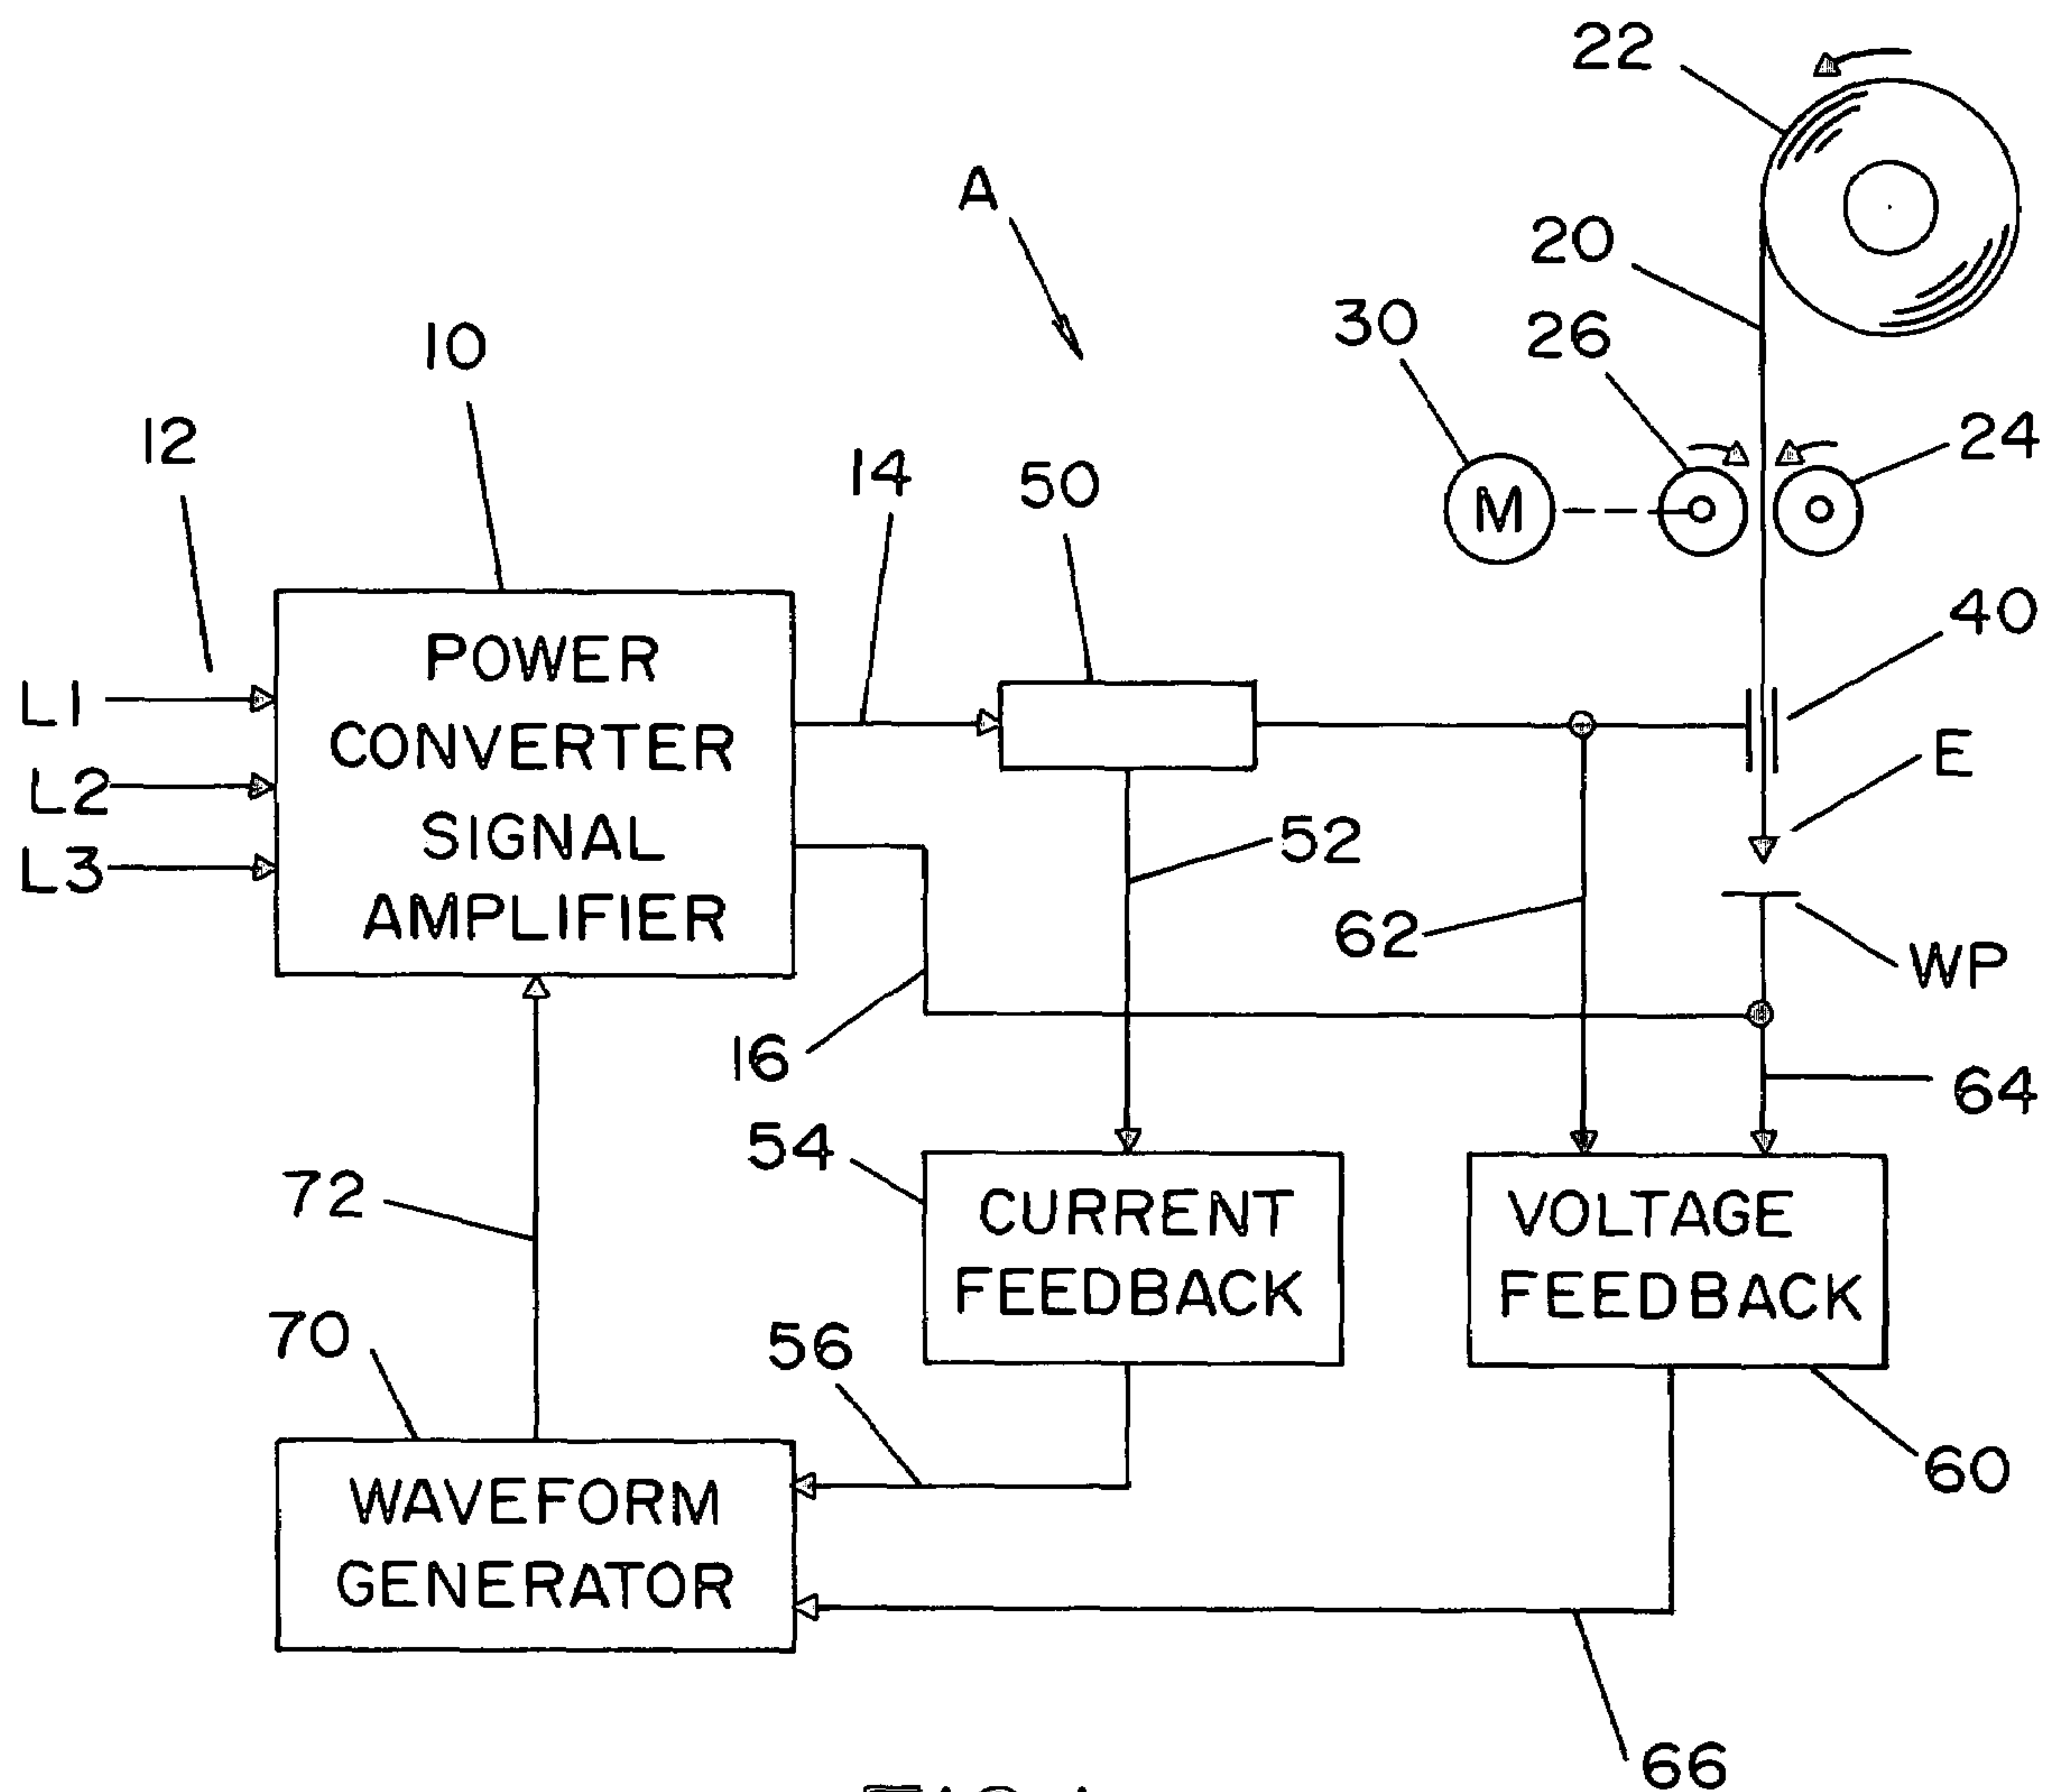 22
A
20
30
26
10
24
12
14
50
M
40
POWER
CONVERTER
SIGNAL
AMPLIFIER
L1
L2
L3
E
52
62
WP
16
64
54
72
CURRENT
FEEDBACK
VOLTAGE
FEEDBACK
70
56
60
WAVEFORM
GENERATOR
66